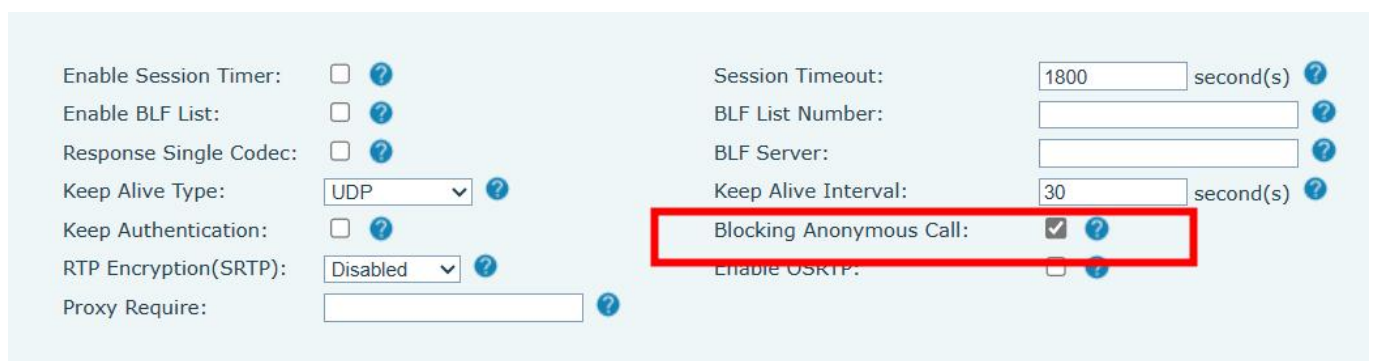 Enable Session Timer: ? Session Timeout: 1800 second(s) ?
Enable BLF List: ? BLF List Number: ?
Response Single Codec: ? BLF Server: ?
Keep Alive Type: UDP ? Keep Alive Interval: 30 second(s) ?
Keep Authentication: ? Blocking Anonymous Call: ?
RTP Encryption(SRTP): Disabled ? Enable OSRTP: ?
Proxy Require: ?